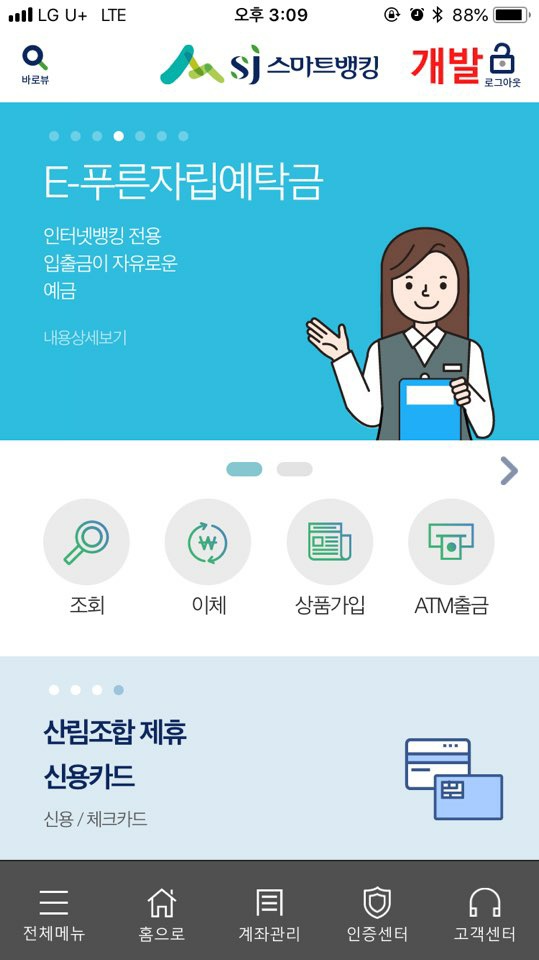 LG U+ LTE 오후 3:09 88%
바로뷰
sj 스마트뱅킹
개발
로그아웃
E-푸른자립예탁금
인터넷뱅킹 전용
입출금이 자유로운
예금
내용상세보기
조회 이체 상품가입 ATM출금
산림조합 제휴
신용카드
신용 / 체크카드
전체메뉴 홈으로 계좌관리 인증센터 고객센터